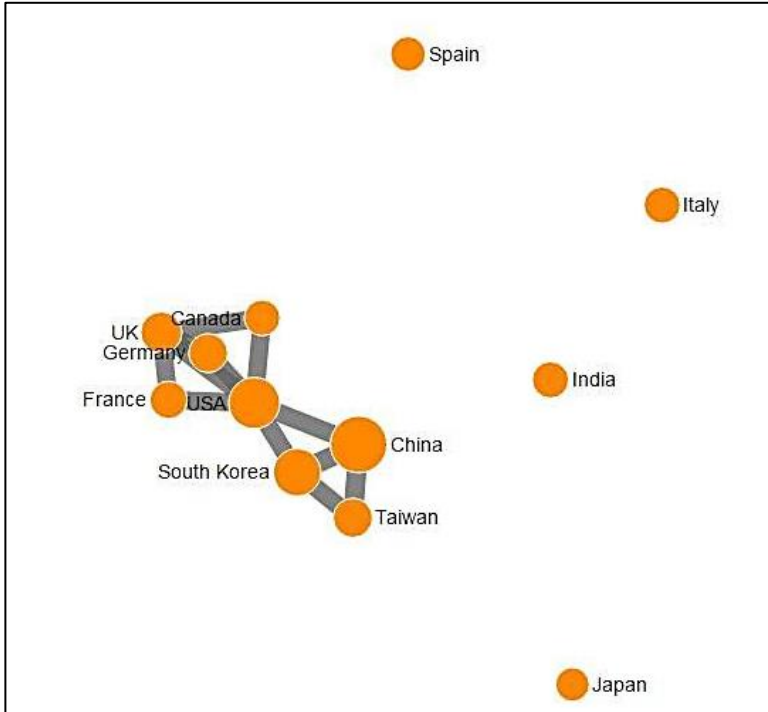 Spain
Italy
Canada
UK
Germany
India
France
USA
China
South Korea
Taiwan
Japan